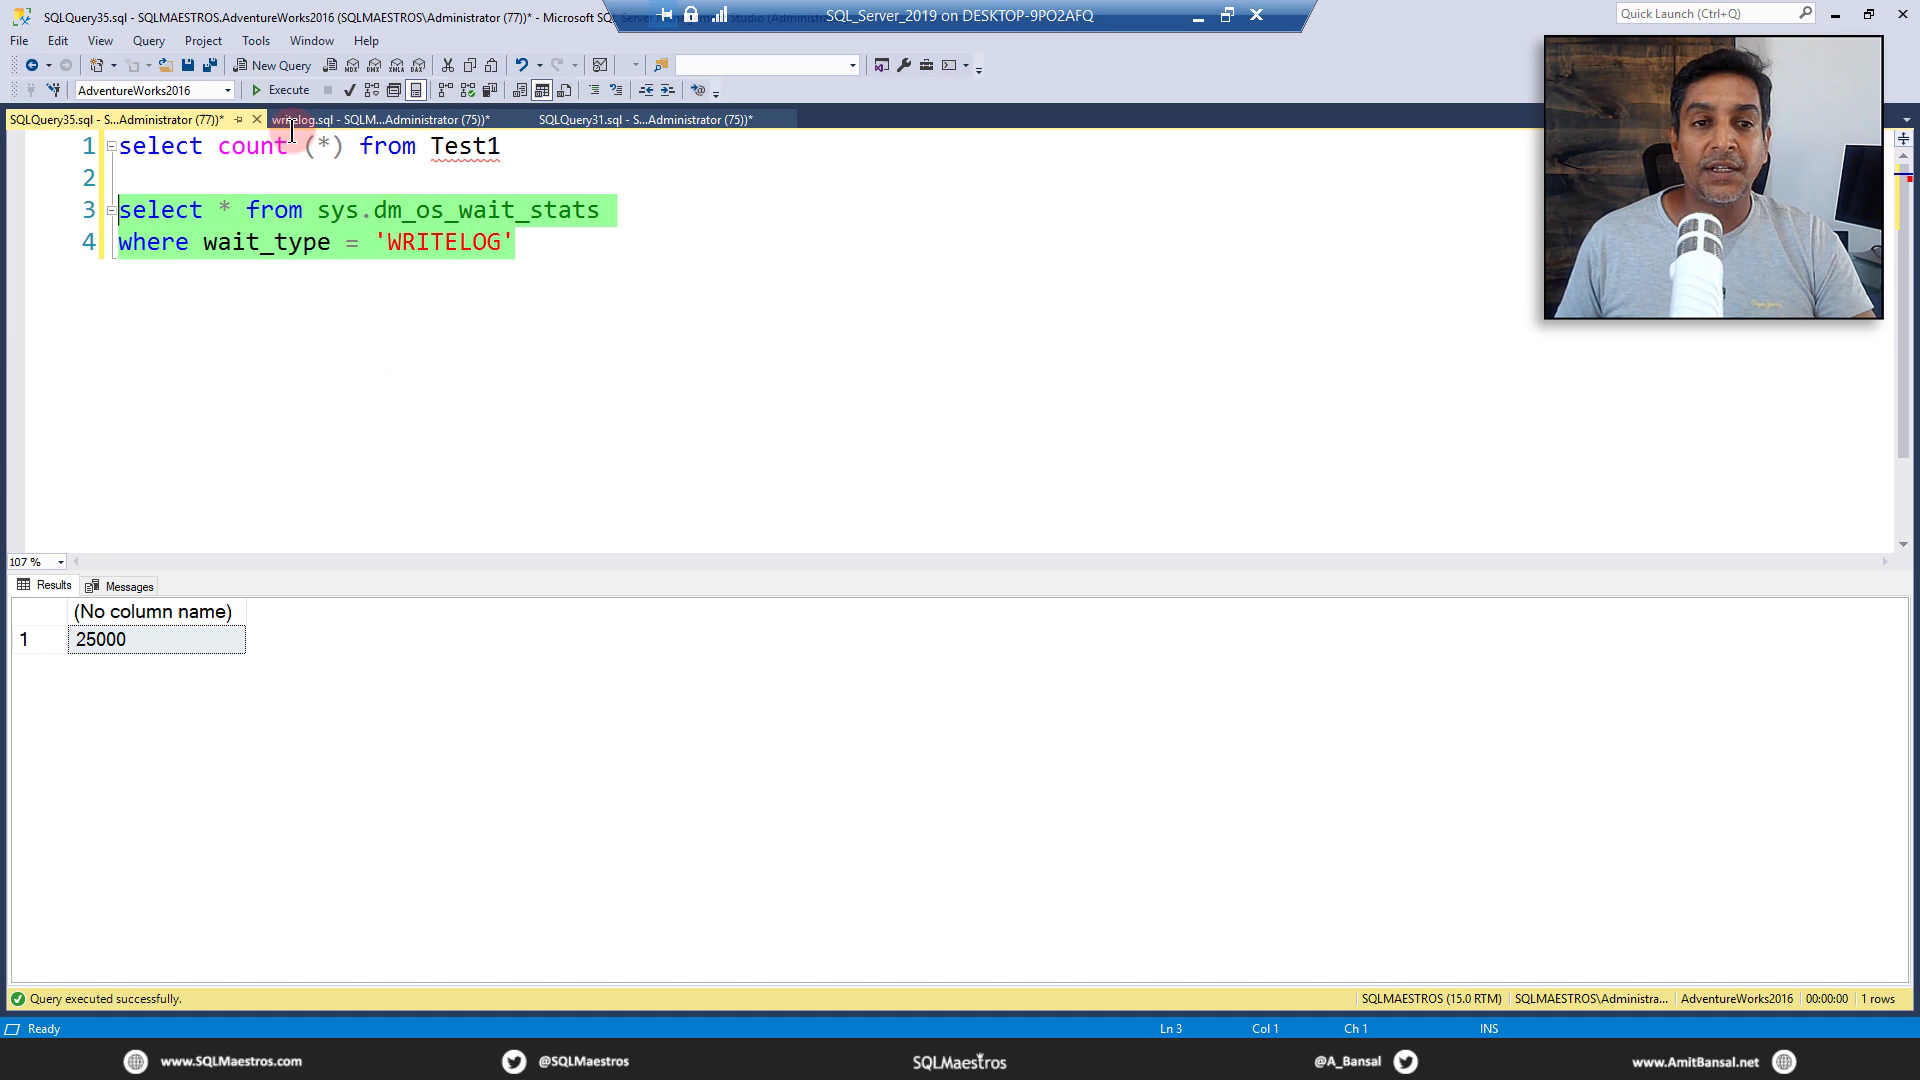 SQLQuery35.sql - SQLMAESTROS.AdventureWorks2016 (SQLMAESTROS\Administrator (77))* - Microsoft SQL Server Management Studio (Administrator)
SQL_Server_2019 on DESKTOP-9PO2AFQ
Quick Launch (Ctrl+Q)
File Edit View Query Project Tools Window Help
New Query
AdventureWorks2016
Execute
SQLQuery35.sql - S...Administrator (77))*
writelog.sql - SQLM...Administrator (75))*
SQLQuery31.sql - S...Administrator (75))*
1 select count (*) from Test1
2
3 select * from sys.dm_os_wait_stats
4 where wait_type = 'WRITELOG'
107 %
Results Messages
(No column name)
1 25000
Query executed successfully.
SQLMAESTROS (15.0 RTM) SQLMAESTROS\Administra... AdventureWorks2016 00:00:00 1 rows
Ready Ln 3 Col 1 Ch 1 INS
www.SQLMaestros.com @SQLMaestros SQLMaestros @A_Bansal www.AmitBansal.net